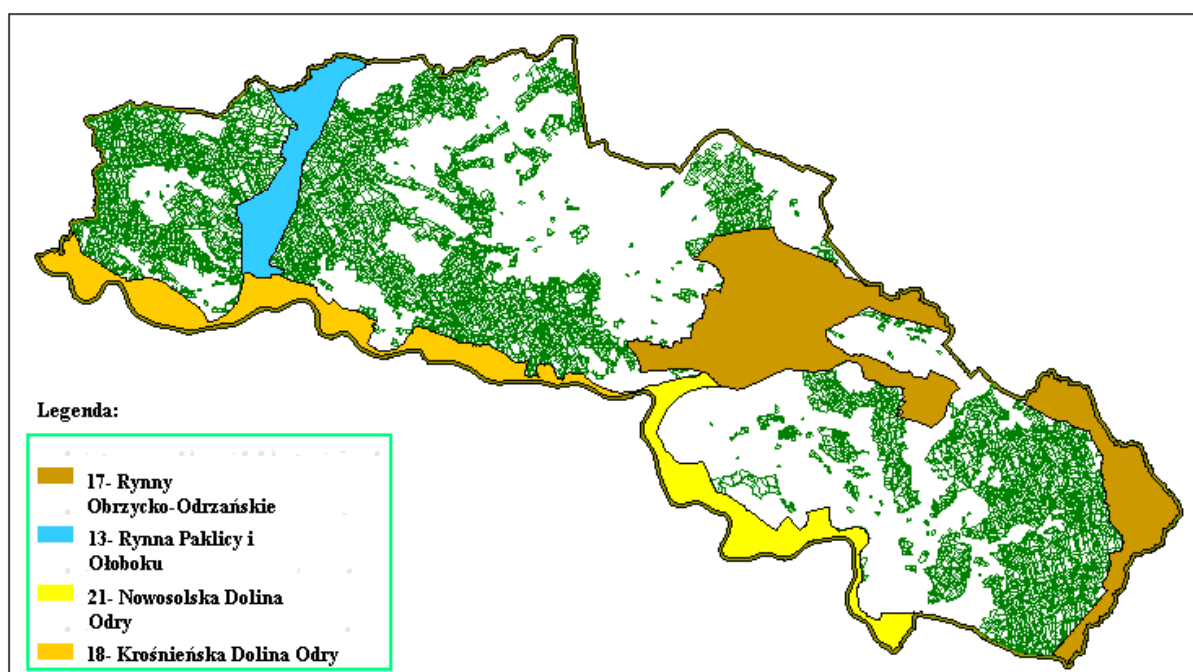 Legenda:
17- Rynny
Obrzycko-Odrzańskie
13- Rynna Paklicy i
Ołoboku
21- Nowosolska Dolina
Odry
18- Krośnieńska Dolina Odry